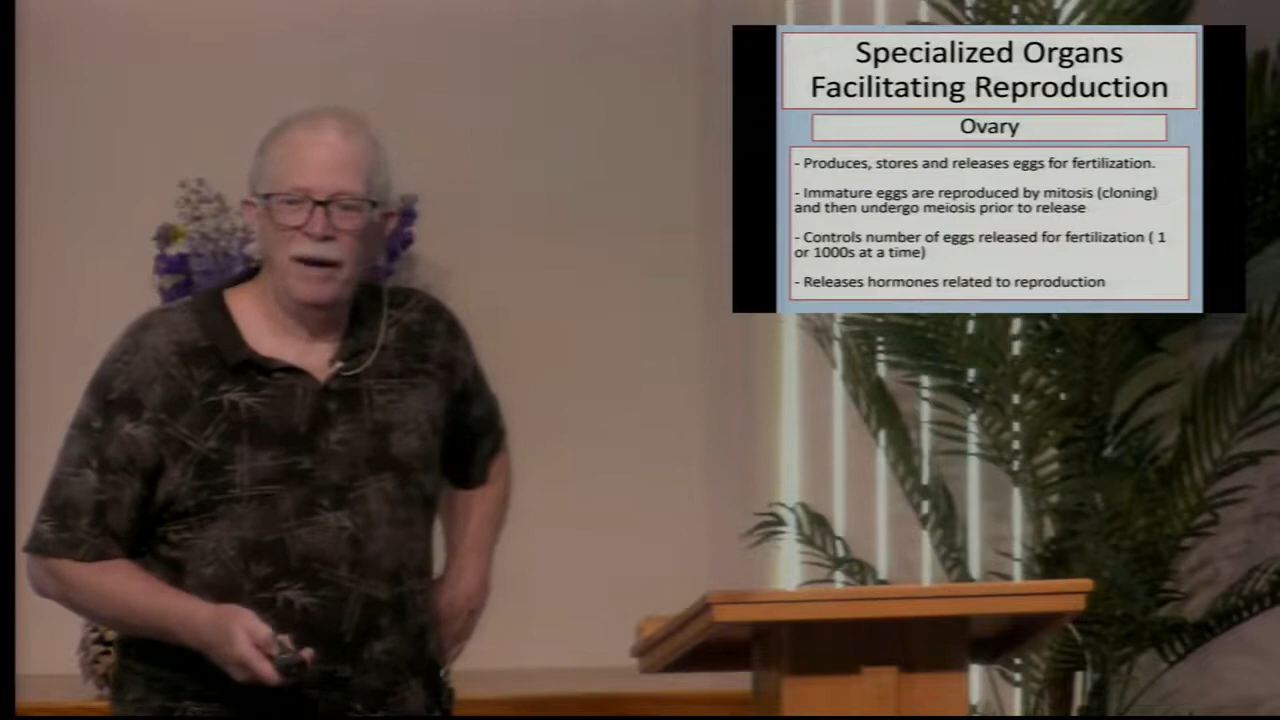 Specialized Organs
Facilitating Reproduction
Ovary
- Produces, stores and releases eggs for fertilization.
- Immature eggs are reproduced by mitosis (cloning)
and then undergo meiosis prior to release
- Controls number of eggs released for fertilization ( 1
or 1000s at a time)
- Releases hormones related to reproduction